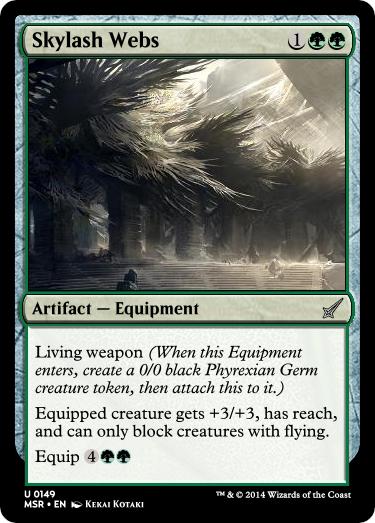 Skylash Webs 1
Artifact — Equipment
Living weapon (When this Equipment
enters, create a 0/0 black Phyrexian Germ
creature token, then attach this to it.)
Equipped creature gets +3/+3, has reach,
and can only block creatures with flying.
Equip 4
U 0149
MSR • EN Kekai Kotaki
™ & © 2014 Wizards of the Coast